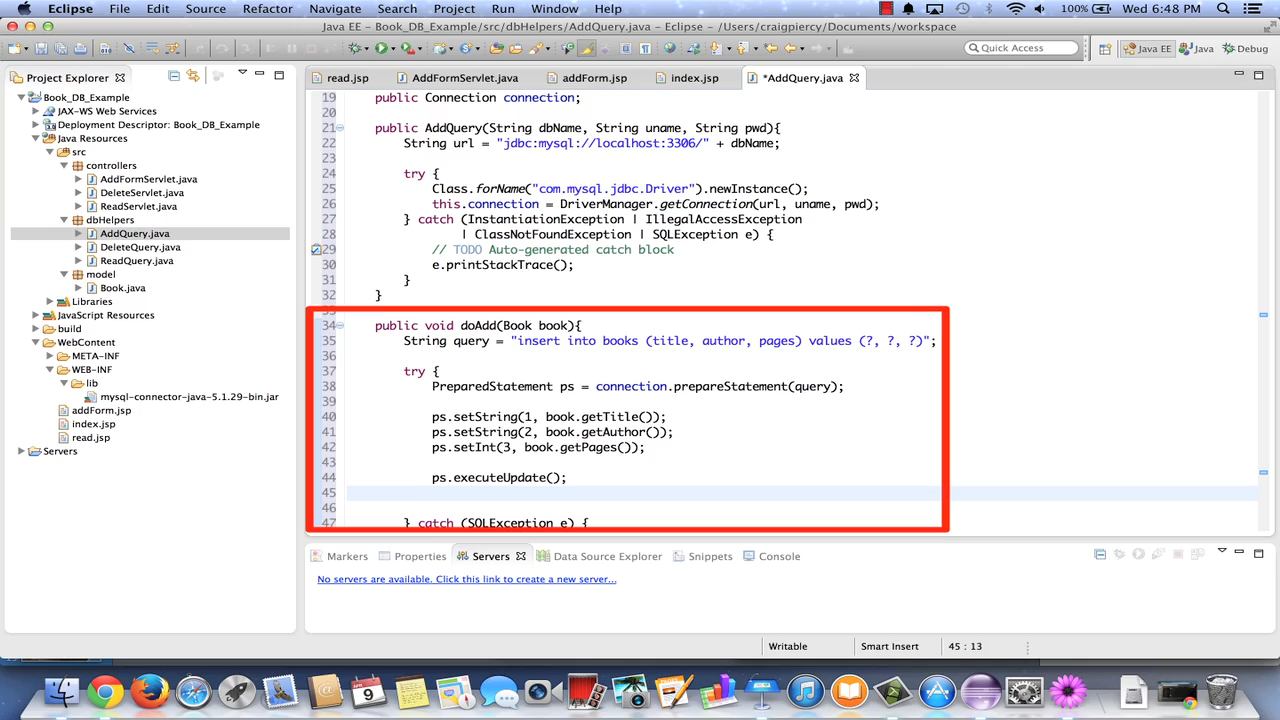 Eclipse File Edit Source Refactor Navigate Search Project Run Window Help 100% Wed 6:48 PM
Java EE - Book_DB_Example/src/dbHelpers/AddQuery.java - Eclipse - /Users/craigpiercy/Documents/workspace
Quick Access Java EE Java Debug
Project Explorer
Book_DB_Example
JAX-WS Web Services
Deployment Descriptor: Book_DB_Example
Java Resources
src
controllers
AddFormServlet.java
DeleteServlet.java
ReadServlet.java
dbHelpers
AddQuery.java
DeleteQuery.java
ReadQuery.java
model
Book.java
Libraries
JavaScript Resources
build
WebContent
META-INF
WEB-INF
lib
mysql-connector-java-5.1.29-bin.jar
addForm.jsp
index.jsp
read.jsp
Servers
read.jsp AddFormServlet.java addForm.jsp index.jsp *AddQuery.java
19 public Connection connection;
20
21 public AddQuery(String dbName, String uname, String pwd){
22 String url = "jdbc:mysql://localhost:3306/" + dbName;
23
24 try {
25 Class.forName("com.mysql.jdbc.Driver").newInstance();
26 this.connection = DriverManager.getConnection(url, uname, pwd);
27 } catch (InstantiationException | IllegalAccessException
28 | ClassNotFoundException | SQLException e) {
29 // TODO Auto-generated catch block
30 e.printStackTrace();
31 }
32 }
33
34 public void doAdd(Book book){
35 String query = "insert into books (title, author, pages) values (?, ?, ?)";
36
37 try {
38 PreparedStatement ps = connection.prepareStatement(query);
39
40 ps.setString(1, book.getTitle());
41 ps.setString(2, book.getAuthor());
42 ps.setInt(3, book.getPages());
43
44 ps.executeUpdate();
45
46
47 } catch (SQLException e) {
Markers Properties Servers Data Source Explorer Snippets Console
No servers are available. Click this link to create a new server...
Writable Smart Insert 45 : 13
9